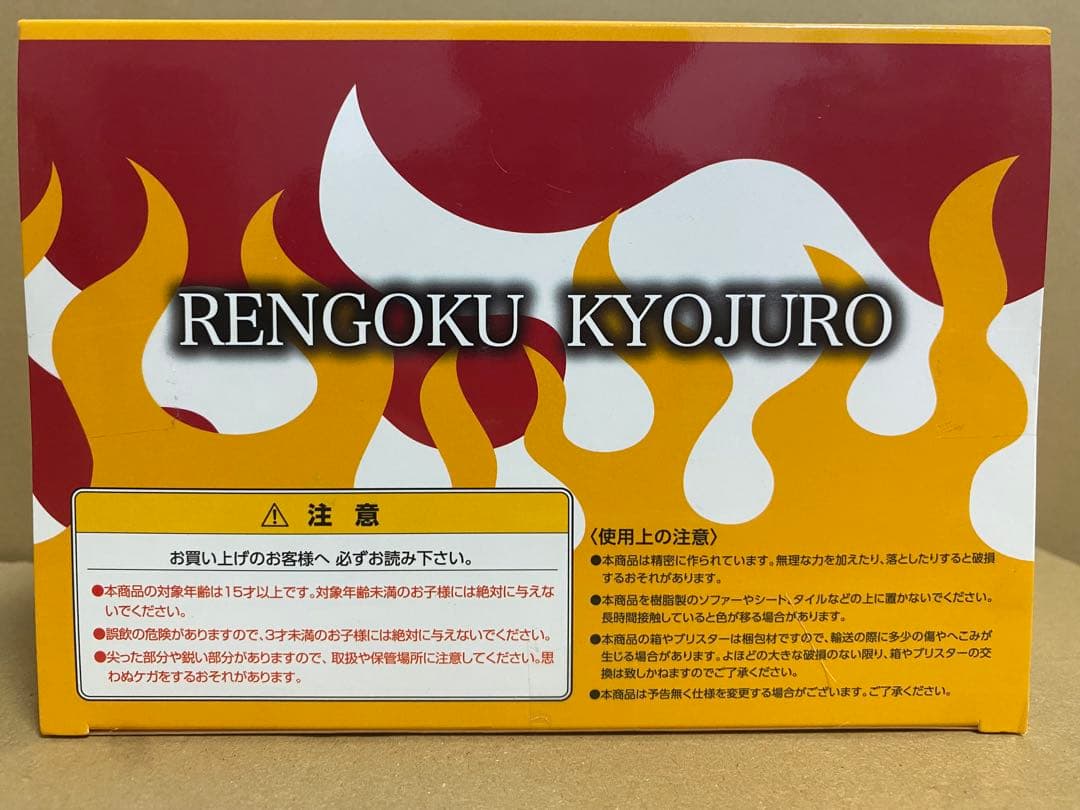 RENGOKU KYOJURO
⚠ 注 意
お買い上げのお客様へ 必ずお読み下さい。
●本商品の対象年齢は15才以上です。対象年齢未満のお子様には絶対に与えな
いでください。
●誤飲の危険がありますので、3才未満のお子様には絶対に与えないでください。
●尖った部分や鋭い部分がありますので、取扱や保管場所に注意してください。思
わぬケガをするおそれがあります。
〈使用上の注意〉
●本商品は精密に作られています。無理な力を加えたり、落としたりすると破損
するおそれがあります。
●本商品を樹脂製のソファーやシート、タイルなどの上に置かないでください。
長時間接触していると色が移る場合があります。
●本商品の箱やブリスターは梱包材ですので、輸送の際に多少の傷やへこみが
生じる場合があります。よほどの大きな破損のない限り、箱やブリスターの交
換は致しかねますのでご了承ください。
●本商品は予告無く仕様を変更する場合がございます。ご了承ください。